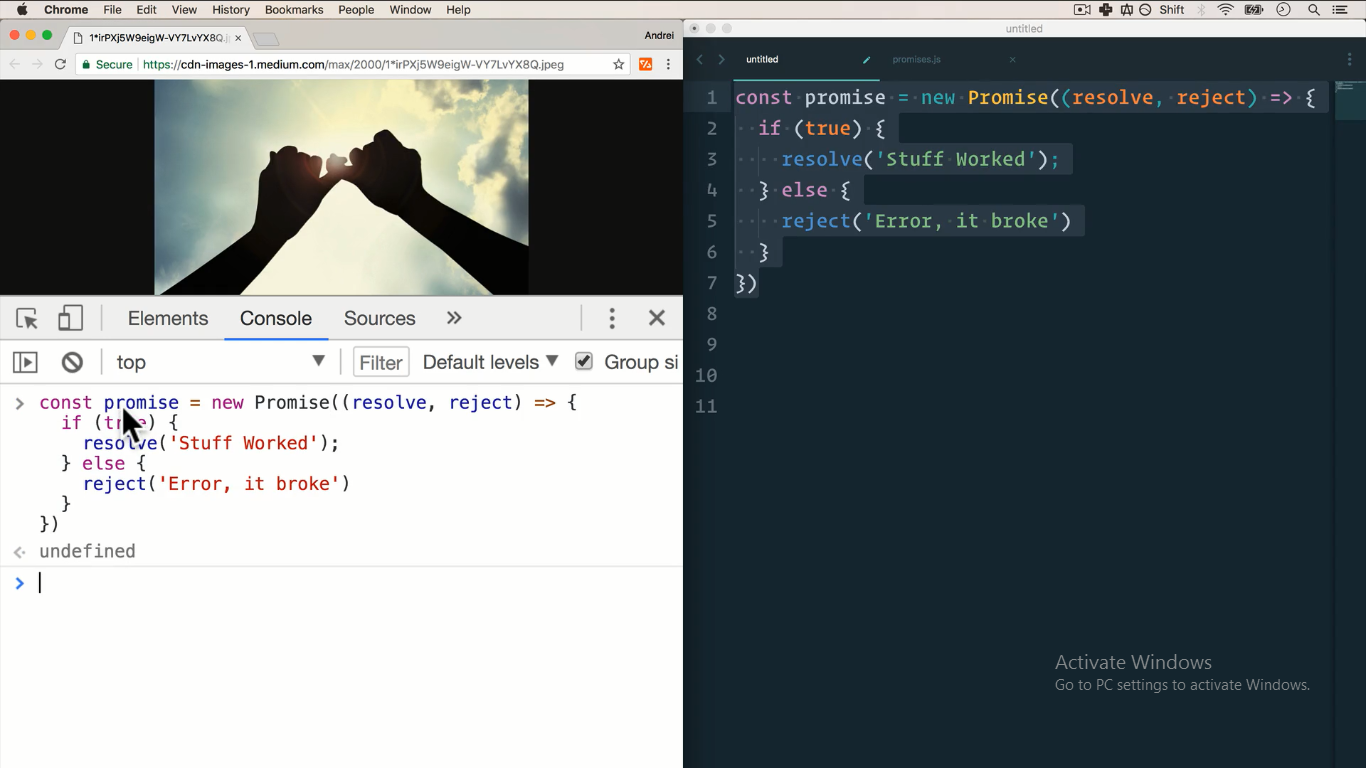 Chrome File Edit View History Bookmarks People Window Help Shift
1*irPXj5W9eigW-VY7LvYX8Q.j Andrei
Secure https://cdn-images-1.medium.com/max/2000/1*irPXj5W9eigW-VY7LvYX8Q.jpeg
Elements Console Sources
top Filter Default levels Group si
const promise = new Promise((resolve, reject) => {
if (true) {
resolve('Stuff Worked');
} else {
reject('Error, it broke')
}
})
undefined
untitled
untitled promises.js
1 const promise = new Promise((resolve, reject) => {
2 if (true) {
3 resolve('Stuff Worked');
4 } else {
5 reject('Error, it broke')
6 }
7 })
8
9
10
11
Activate Windows
Go to PC settings to activate Windows.